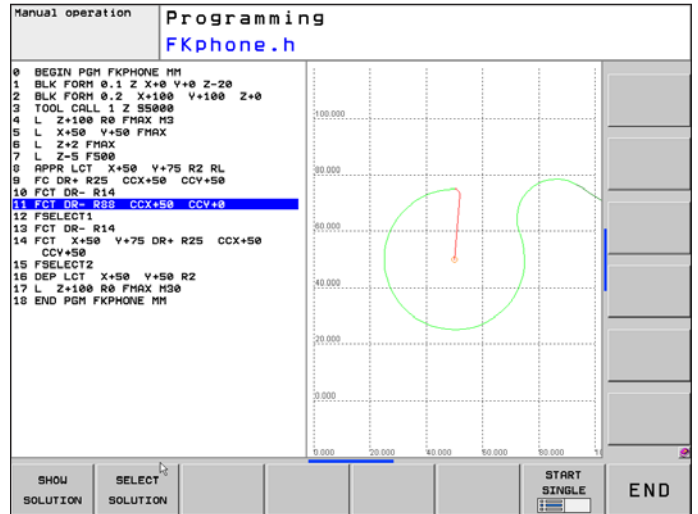 Manual operation
Programming
FKphone.h
0 BEGIN PGM FKPHONE MM
1 BLK FORM 0.1 Z X+0 Y+0 Z-20
2 BLK FORM 0.2 X+100 Y+100 Z+0
3 TOOL CALL 1 Z S5000
4 L Z+100 R0 FMAX M3
5 L X+50 Y+50 FMAX
6 L Z+2 FMAX
7 L Z-5 F500
8 APPR LCT X+50 Y+75 R2 RL
9 FC DR+ R25 CCX+50 CCY+50
10 FCT DR- R14
11 FCT DR- R88 CCX+50 CCY+0
12 FSELECT1
13 FCT DR- R14
14 FCT X+50 Y+75 DR+ R25 CCX+50
CCY+50
15 FSELECT2
16 DEP LCT X+50 Y+50 R2
17 L Z+100 R0 FMAX M30
18 END PGM FKPHONE MM
100.000
80.000
60.000
40.000
20.000
0.000
0.000 20.000 40.000 60.000 80.000
SHOW
SOLUTION
SELECT
SOLUTION
START
SINGLE
END